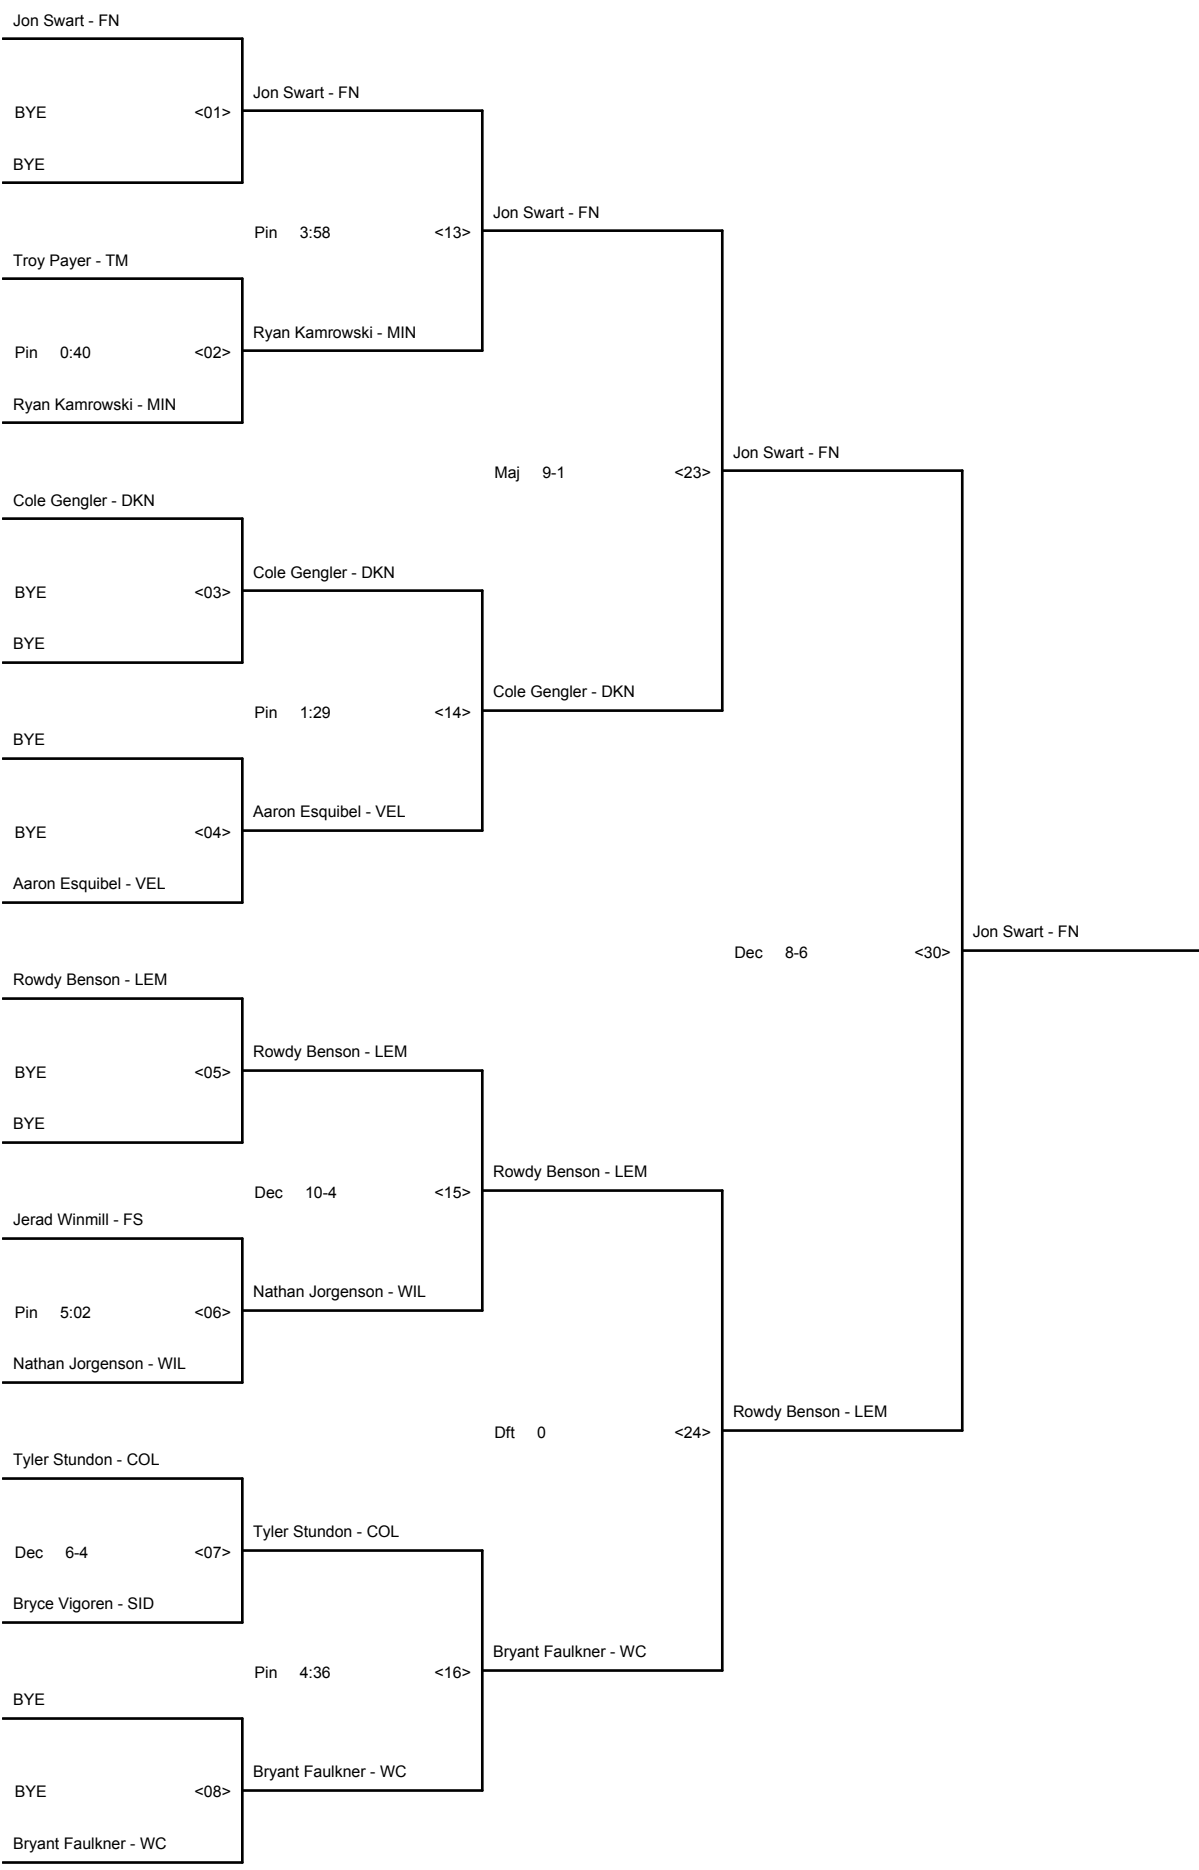 Jon Swart - FN
Jon Swart - FN
BYE <01>
BYE
Jon Swart - FN
Pin 3:58 <13>
Troy Payer - TM
Ryan Kamrowski - MIN
Pin 0:40 <02>
Ryan Kamrowski - MIN
Jon Swart - FN
Maj 9-1 <23>
Cole Gengler - DKN
Cole Gengler - DKN
BYE <03>
BYE
Cole Gengler - DKN
Pin 1:29 <14>
BYE
Aaron Esquibel - VEL
BYE <04>
Aaron Esquibel - VEL
Jon Swart - FN
Dec 8-6 <30>
Rowdy Benson - LEM
Rowdy Benson - LEM
BYE <05>
BYE
Rowdy Benson - LEM
Dec 10-4 <15>
Jerad Winmill - FS
Nathan Jorgenson - WIL
Pin 5:02 <06>
Nathan Jorgenson - WIL
Rowdy Benson - LEM
Dft 0 <24>
Tyler Stundon - COL
Tyler Stundon - COL
Dec 6-4 <07>
Bryce Vigoren - SID
Bryant Faulkner - WC
Pin 4:36 <16>
BYE
Bryant Faulkner - WC
BYE <08>
Bryant Faulkner - WC